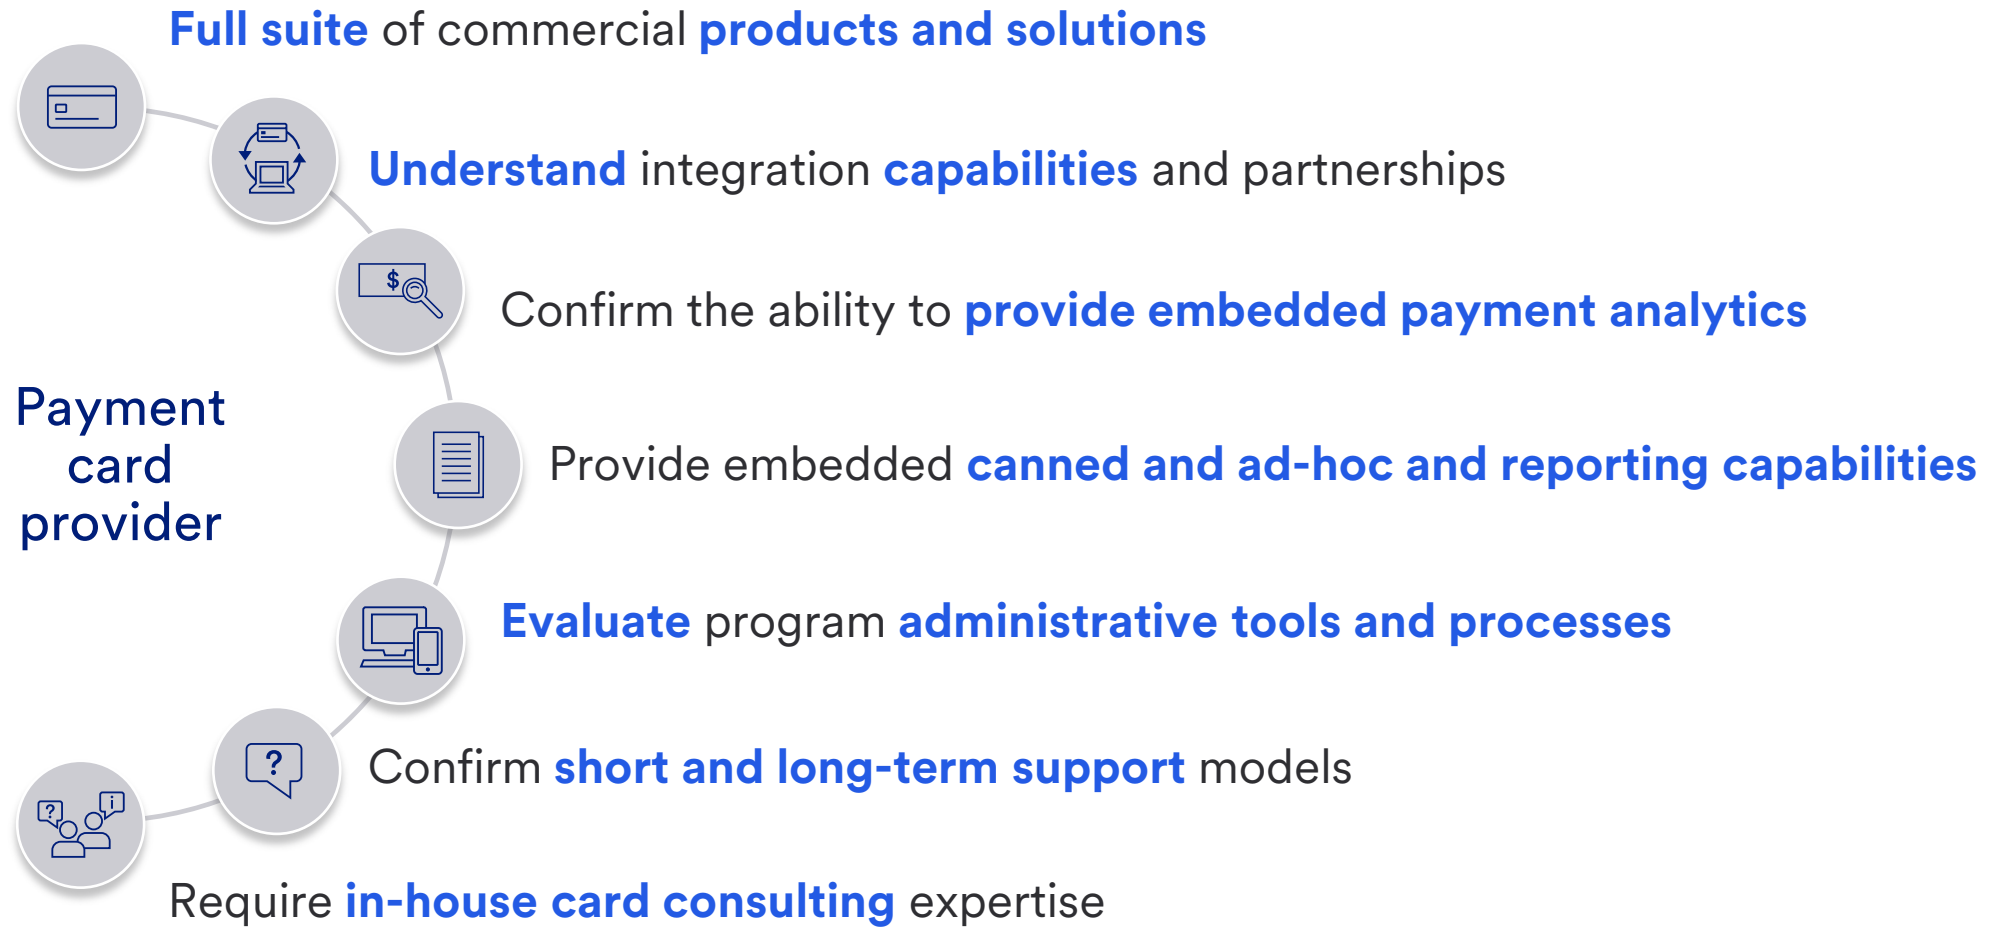 Full suite of commercial products and solutions
Understand integration capabilities and partnerships
$
Confirm the ability to provide embedded payment analytics
Payment
card
provider
Provide embedded canned and ad-hoc and reporting capabilities
Evaluate program administrative tools and processes
?
Confirm short and long-term support models
? i
Require in-house card consulting expertise